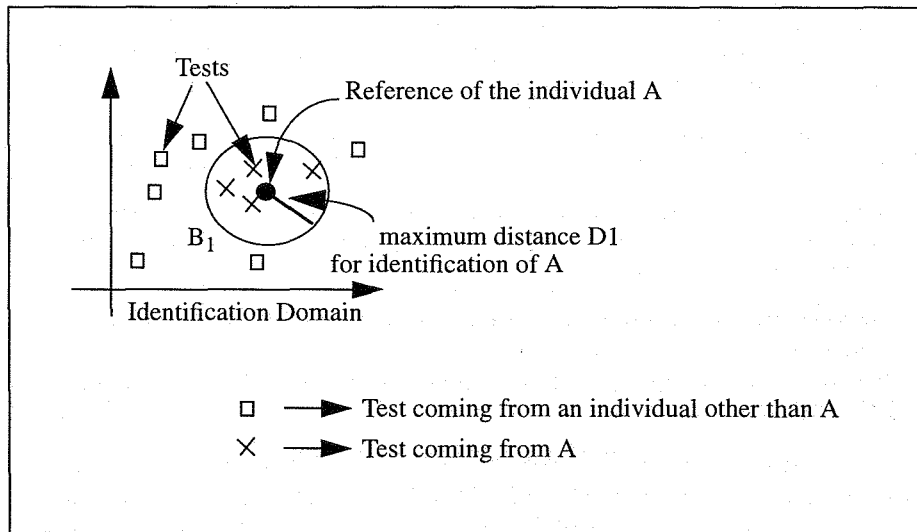 Tests
Reference of the individual A
B1
maximum distance D1
for identification of A
Identification Domain
Test coming from an individual other than A
Test coming from A